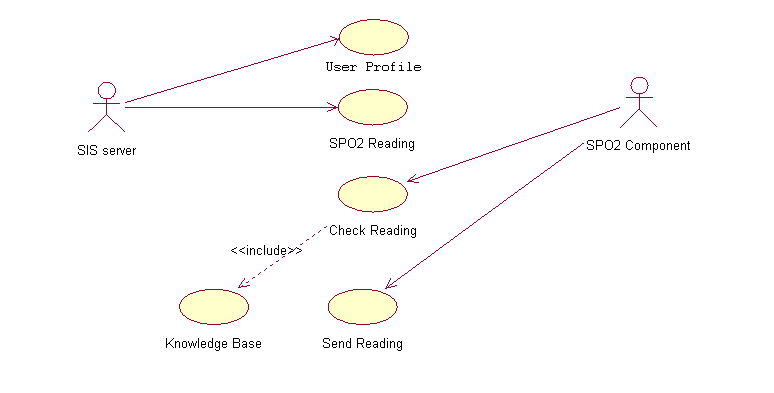 User Profile
SIS server
SPO2 Reading
SPO2 Component
Check Reading
<<include>>
Knowledge Base
Send Reading